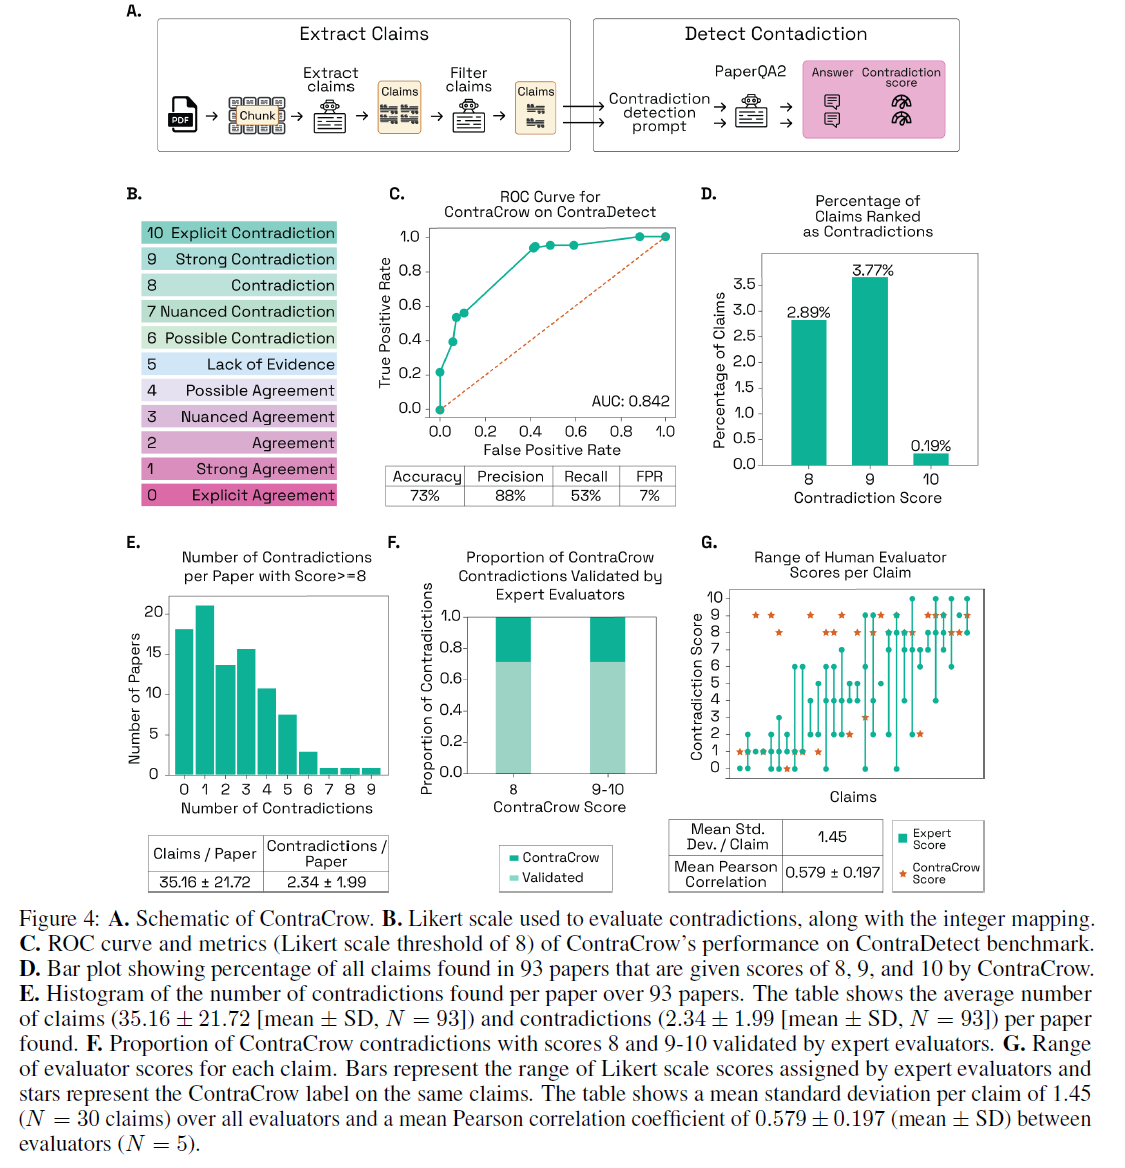 A.
Extract Claims
Detect Contadiction
PDF
Chunk
Extract
claims
Claims
Filter
claims
Claims
Contradiction
detection
prompt
PaperQA2
Answer
Contradiction
score
B.
10 Explicit Contradiction
9 Strong Contradiction
8 Contradiction
7 Nuanced Contradiction
6 Possible Contradiction
5 Lack of Evidence
4 Possible Agreement
3 Nuanced Agreement
2 Agreement
1 Strong Agreement
0 Explicit Agreement
C.
ROC Curve for
ContraCrow on ContraDetect
True Positive Rate
1.0
0.8
0.6
0.4
0.2
0.0
AUC: 0.842
0.0 0.2 0.4 0.6 0.8 1.0
False Positive Rate
Accuracy Precision Recall FPR
73% 88% 53% 7%
D.
Percentage of
Claims Ranked
as Contradictions
Percentage of Claims
3.5
3.0
2.5
2.0
1.5
1.0
0.5
0.0
2.89%
3.77%
0.19%
8 9 10
Contradiction Score
E.
Number of Contradictions
per Paper with Score>=8
Number of Papers
20
15
10
5
0
0 1 2 3 4 5 6 7 8 9
Number of Contradictions
Claims / Paper
Contradictions /
Paper
35.16 ± 21.72
2.34 ± 1.99
F.
Proportion of ContraCrow
Contradictions Validated by
Expert Evaluators
Proportion of Contradictions
1.0
0.8
0.6
0.4
0.2
0.0
8 9-10
ContraCrow Score
ContraCrow
Validated
G.
Range of Human Evaluator
Scores per Claim
Contradiction Score
10
9
8
7
6
5
4
3
2
1
0
Claims
Mean Std.
Dev. / Claim
1.45
Mean Pearson
Correlation
0.579 ± 0.197
Expert
Score
ContraCrow
Score
Figure 4: A. Schematic of ContraCrow. B. Likert scale used to evaluate contradictions, along with the integer mapping.
C. ROC curve and metrics (Likert scale threshold of 8) of ContraCrow's performance on ContraDetect benchmark.
D. Bar plot showing percentage of all claims found in 93 papers that are given scores of 8, 9, and 10 by ContraCrow.
E. Histogram of the number of contradictions found per paper over 93 papers. The table shows the average number
of claims (35.16 ± 21.72 [mean ± SD, N = 93]) and contradictions (2.34 ± 1.99 [mean ± SD, N = 93]) per paper
found. F. Proportion of ContraCrow contradictions with scores 8 and 9-10 validated by expert evaluators. G. Range
of evaluator scores for each claim. Bars represent the range of Likert scale scores assigned by expert evaluators and
stars represent the ContraCrow label on the same claims. The table shows a mean standard deviation per claim of 1.45
(N = 30 claims) over all evaluators and a mean Pearson correlation coefficient of 0.579 ± 0.197 (mean ± SD) between
evaluators (N = 5).